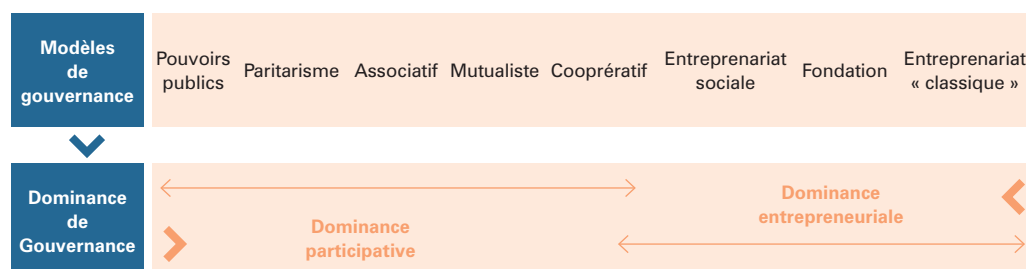 Modèles
de
gouvernance
Pouvoirs
publics
Paritarisme
Associatif
Mutualiste
Cooprératif
Entreprenariat
sociale
Fondation
Entreprenariat
« classique »
Dominance
de
Gouvernance
Dominance
participative
Dominance
entrepreneuriale